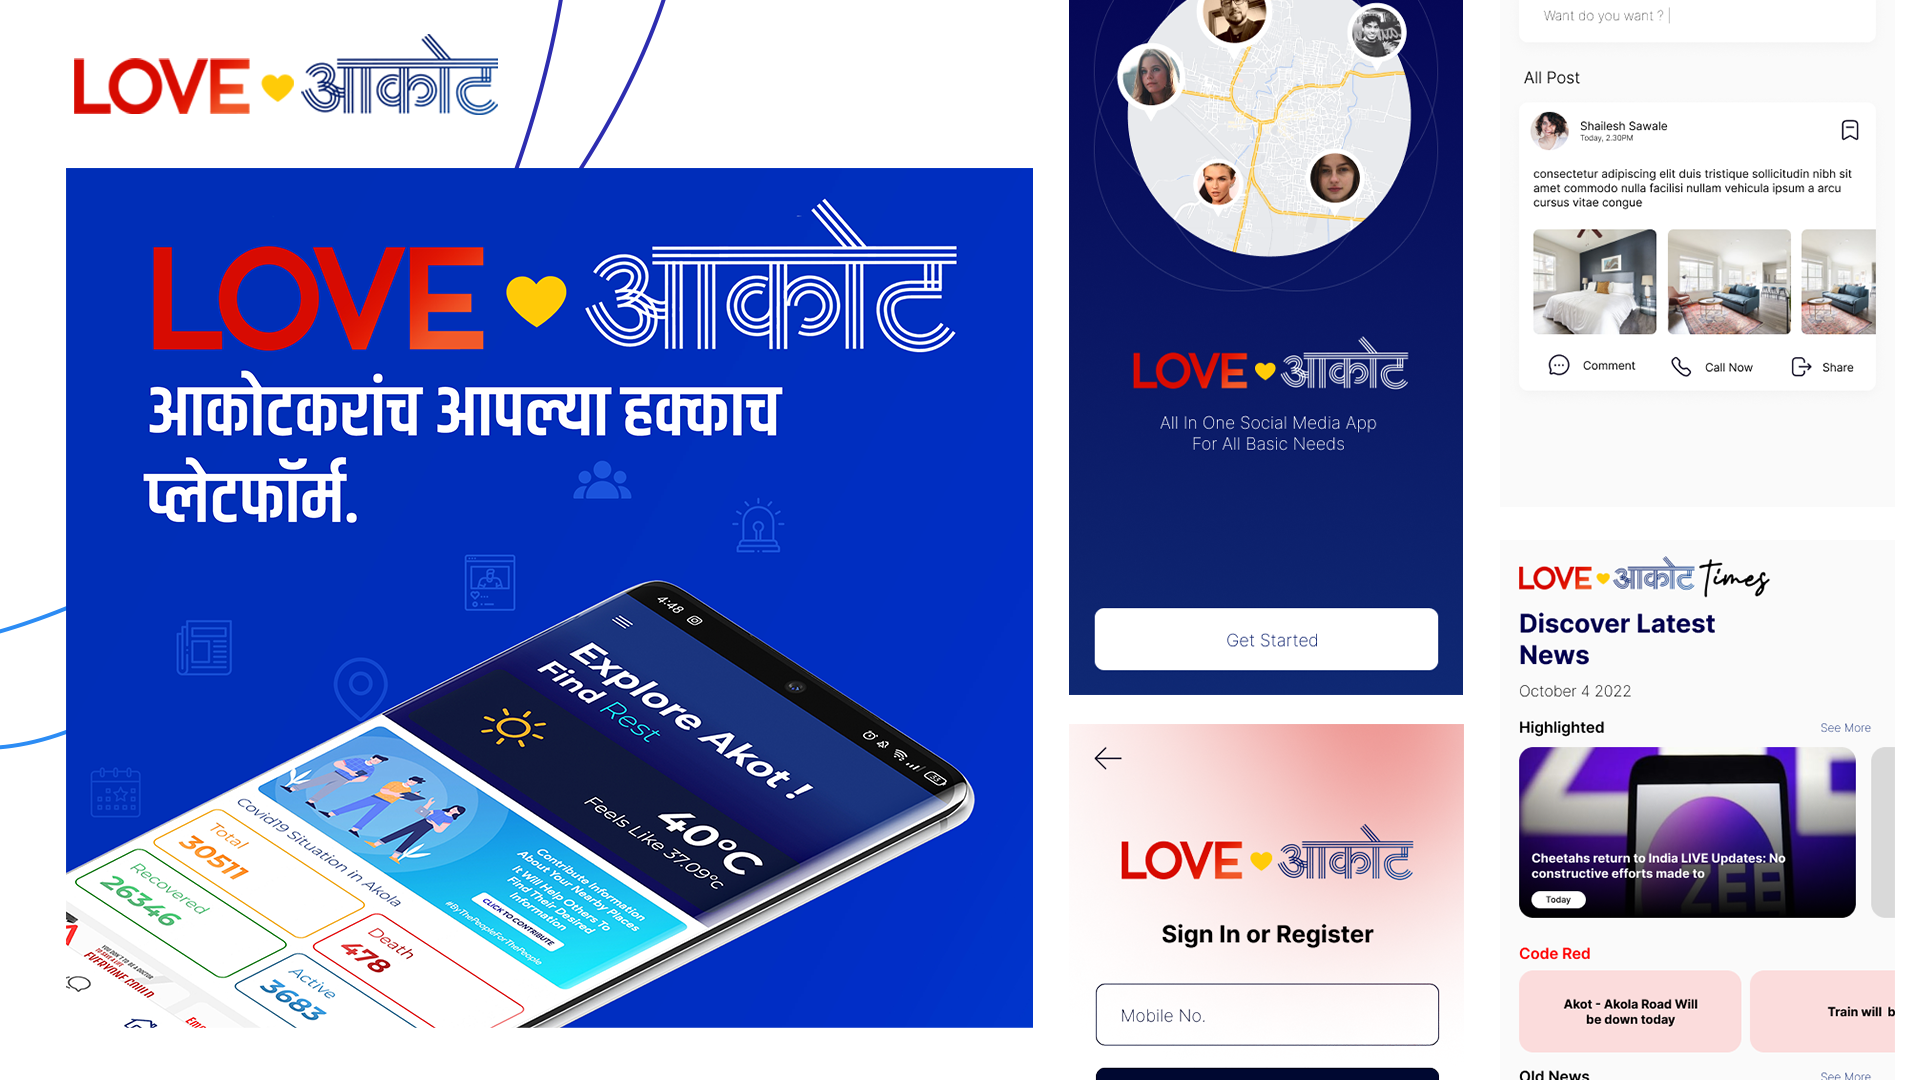 LOVE आकोट
LOVE आकोट
आकोटकरांच आपल्या हक्काच
प्लेटफॉर्म.
4:48
Explore Akot !
Find Rest
40°C
Feels Like 37.09°c
Contribute Information
About Your Nearby Places
It Will Help Others To
Find Their Desired
Information
CLICK TO CONTRIBUTE
#ByThePeopleForThePeople
Covid19 Situation in Akola
Total
30511
Recovered
26346
Death
478
Active
3683
EVERYONE COULD
LOVE आकोट
All In One Social Media App
For All Basic Needs
Get Started
LOVE आकोट
Sign In or Register
Mobile No.
Want do you want ? |
All Post
Shailesh Sawale
Today, 2.30PM
consectetur adipiscing elit duis tristique sollicitudin nibh sit
amet commodo nulla facilisi nullam vehicula ipsum a arcu
cursus vitae congue
Comment
Call Now
Share
LOVE आकोट Times
Discover Latest
News
October 4 2022
Highlighted
See More
ZEE
Cheetahs return to India LIVE Updates: No
constructive efforts made to
Today
Code Red
Akot - Akola Road Will
be down today
Train will b
Old News
See More